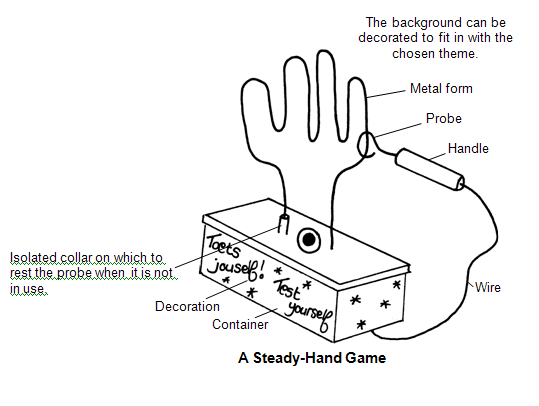 The background can be
decorated to fit in with the
chosen theme.
Metal form
Probe
Handle
Isolated collar on which to
rest the probe when it is not
in use.
Toets
jouself!
Test
yourself
Wire
Decoration
Container
A Steady-Hand Game